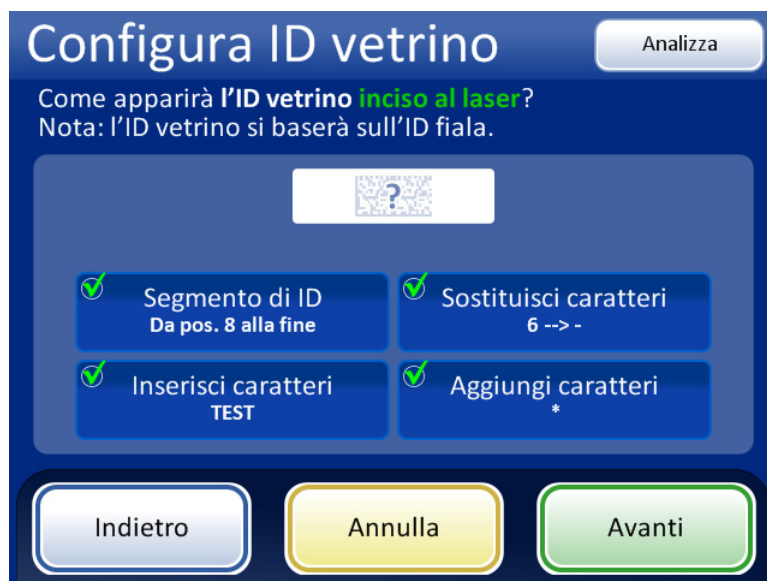 Configura ID vetrino
Analizza
Come apparirà l’ID vetrino inciso al laser?
Nota: l’ID vetrino si baserà sull’ID fiala.
?
Segmento di ID
Da pos. 8 alla fine
Sostituisci caratteri
6 --> -
Inserisci caratteri
TEST
Aggiungi caratteri
*
Indietro
Annulla
Avanti